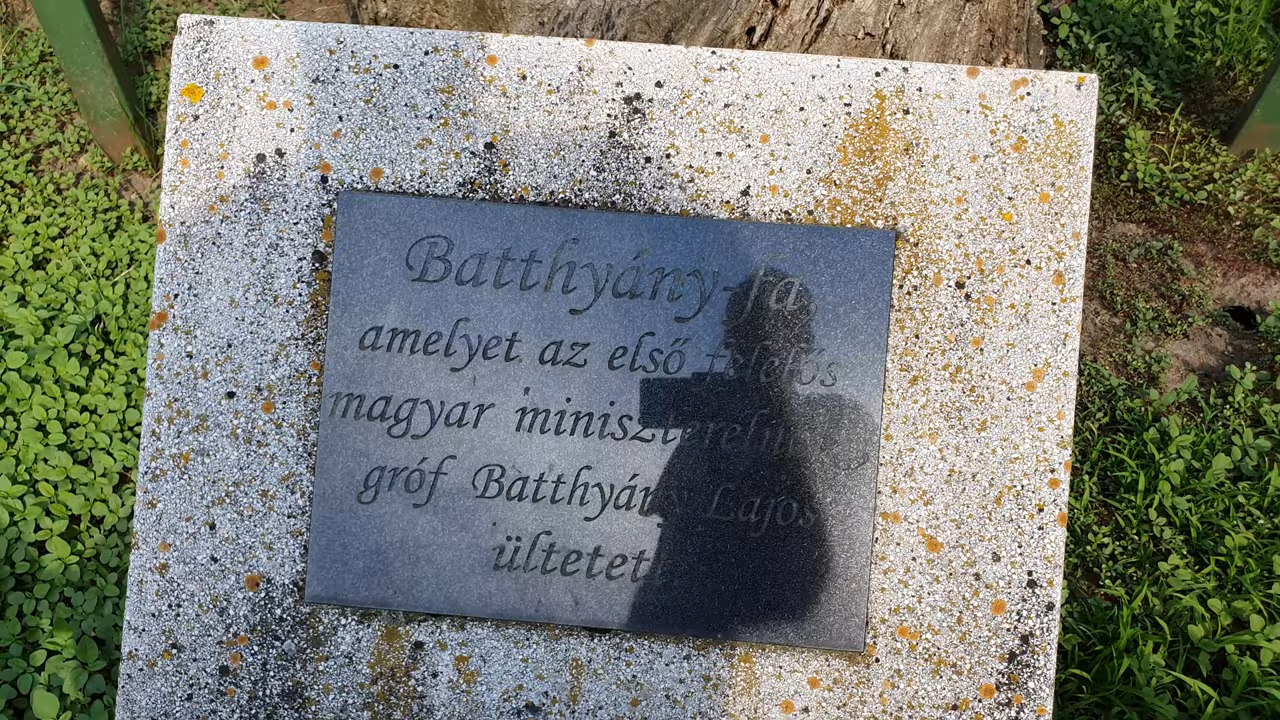 Batthyány-fa
amelyet az első felelős
magyar miniszterelnök,
gróf Batthyány Lajos
ültetett